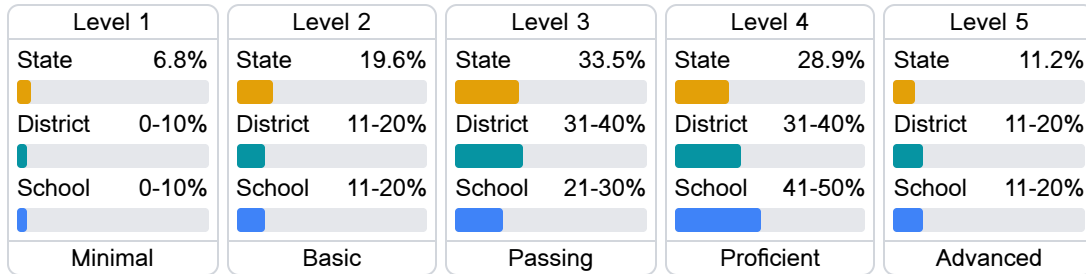 Level 1
State 6.8%
District 0-10%
School 0-10%
Minimal
Level 2
State 19.6%
District 11-20%
School 11-20%
Basic
Level 3
State 33.5%
District 31-40%
School 21-30%
Passing
Level 4
State 28.9%
District 31-40%
School 41-50%
Proficient
Level 5
State 11.2%
District 11-20%
School 11-20%
Advanced